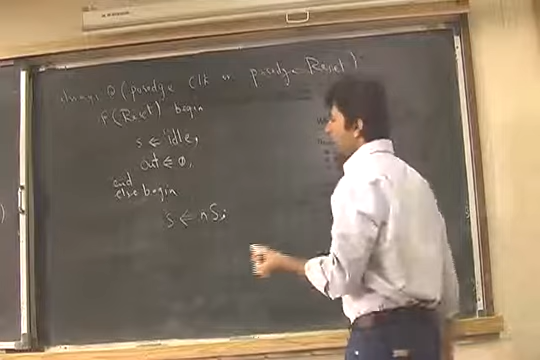 always @ (posedge Clk or posedge Reset)
if (Reset) begin
S <= idle;
out <= 0;
end
else begin
S <= nS;